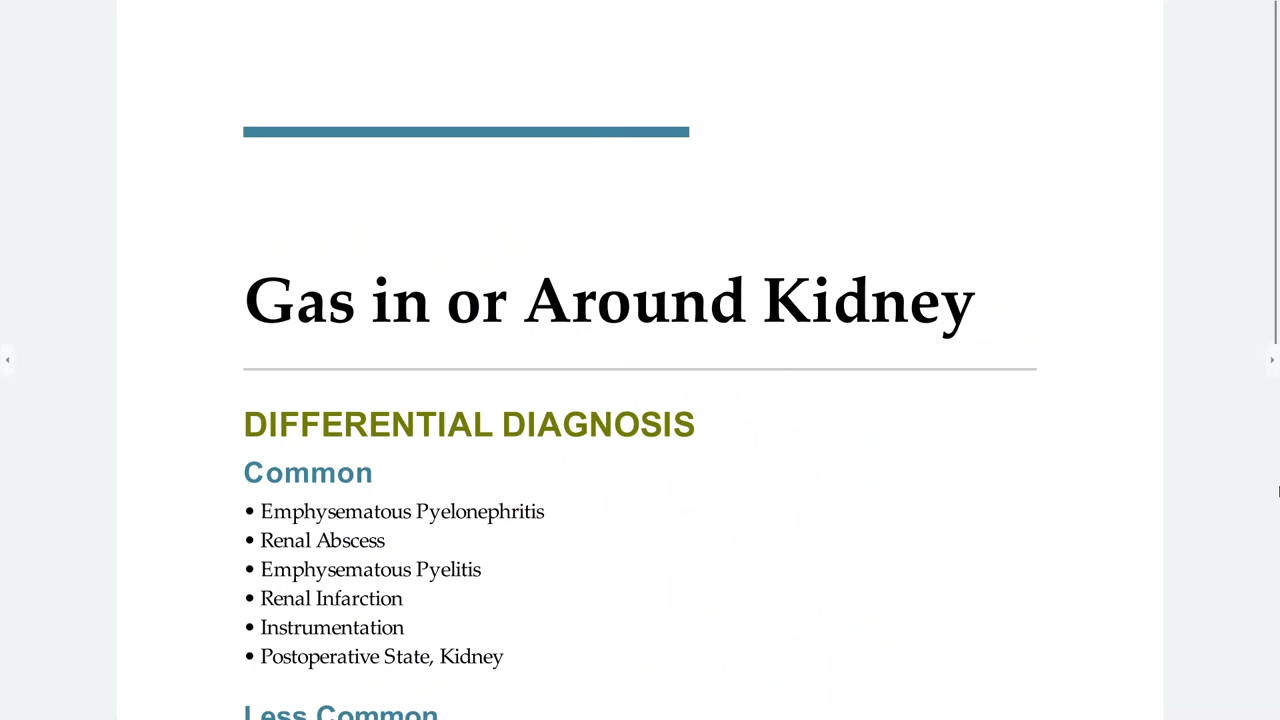 Gas in or Around Kidney
DIFFERENTIAL DIAGNOSIS
Common
• Emphysematous Pyelonephritis
• Renal Abscess
• Emphysematous Pyelitis
• Renal Infarction
• Instrumentation
• Postoperative State, Kidney
Less Common